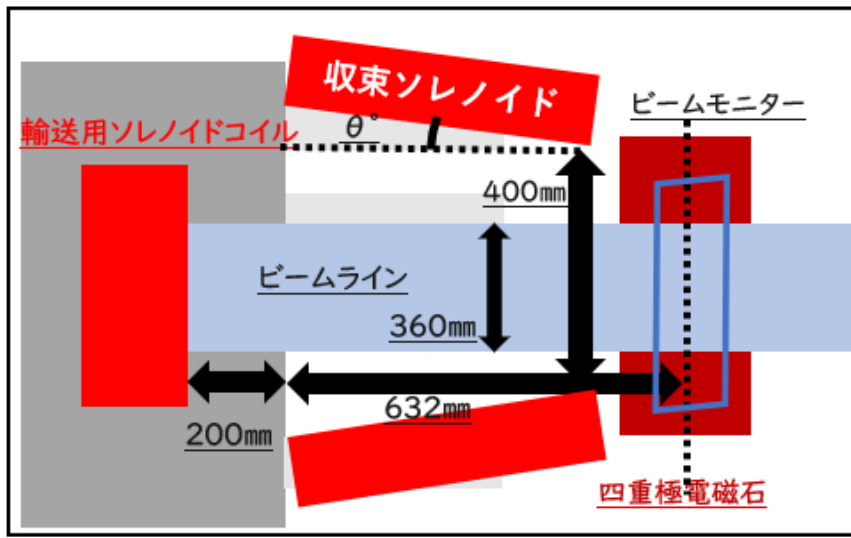 収束ソレノイド
ビームモニター
輸送用ソレノイドコイル
θ°
400㎜
ビームライン
360㎜
632㎜
200㎜
四重極電磁石